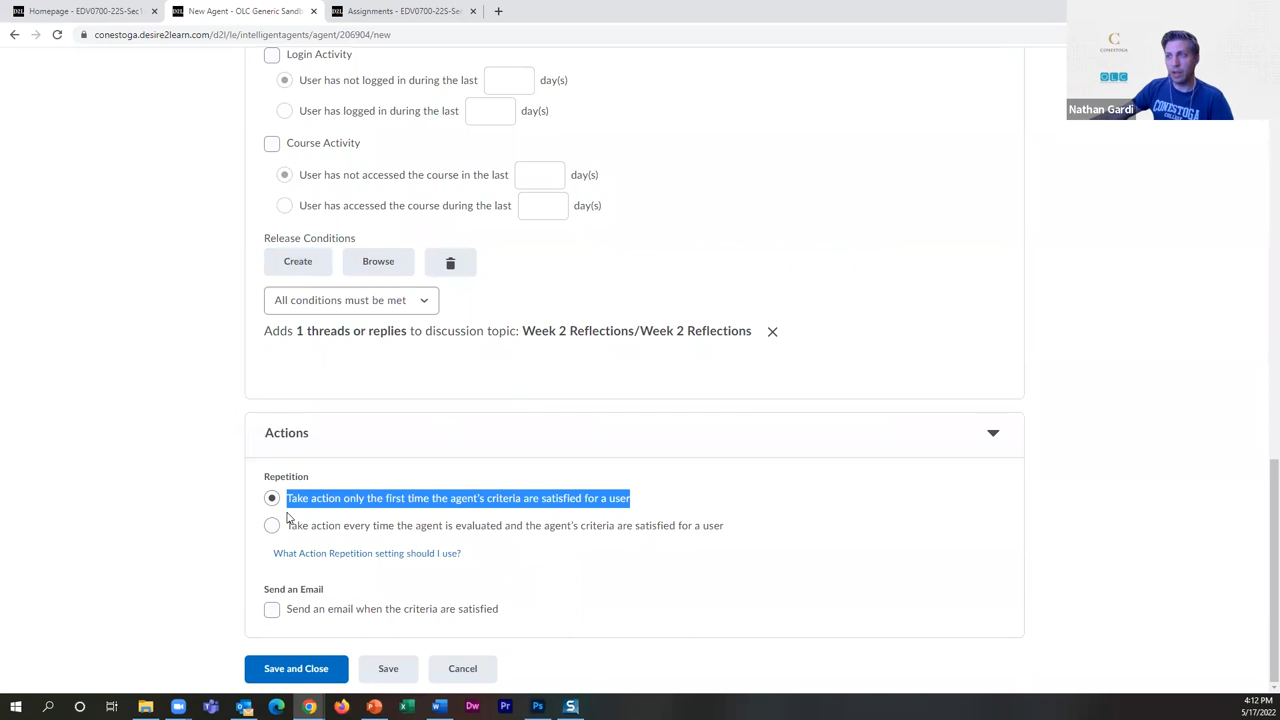 Homepage - EDV0700-22S-Sec1
New Agent - OLC Generic Sandb
Assignments - EDV0700-22S-Sec
conestoga.desire2learn.com/d2l/le/intelligentagents/agent/206904/new
Login Activity
User has not logged in during the last day(s)
User has logged in during the last day(s)
Course Activity
User has not accessed the course in the last day(s)
User has accessed the course during the last day(s)
Release Conditions
Create Browse
All conditions must be met
Adds 1 threads or replies to discussion topic: Week 2 Reflections/Week 2 Reflections
Actions
Repetition
Take action only the first time the agent's criteria are satisfied for a user
Take action every time the agent is evaluated and the agent's criteria are satisfied for a user
What Action Repetition setting should I use?
Send an Email
Send an email when the criteria are satisfied
Save and Close Save Cancel
C
CONESTOGA
OLC
CONESTOGA
Nathan Gardi
4:12 PM
5/17/2022